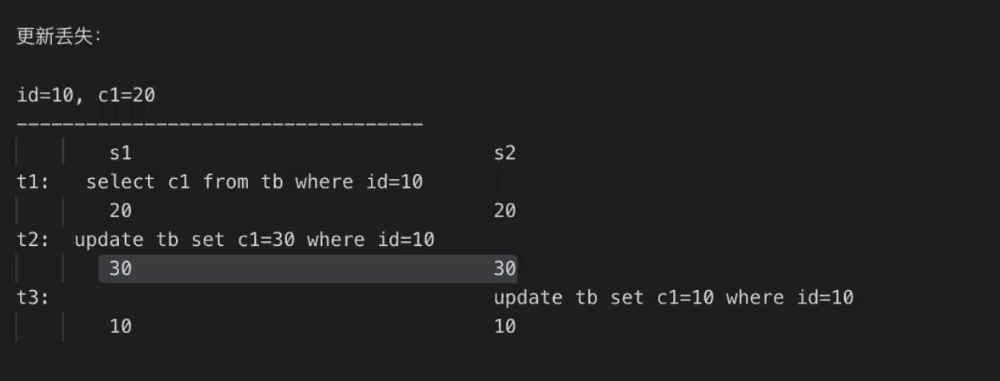 更新丢失:
id=10, c1=20
-----------------------------------
s1 s2
t1: select c1 from tb where id=10
20 20
t2: update tb set c1=30 where id=10
30 30
t3: update tb set c1=10 where id=10
10 10